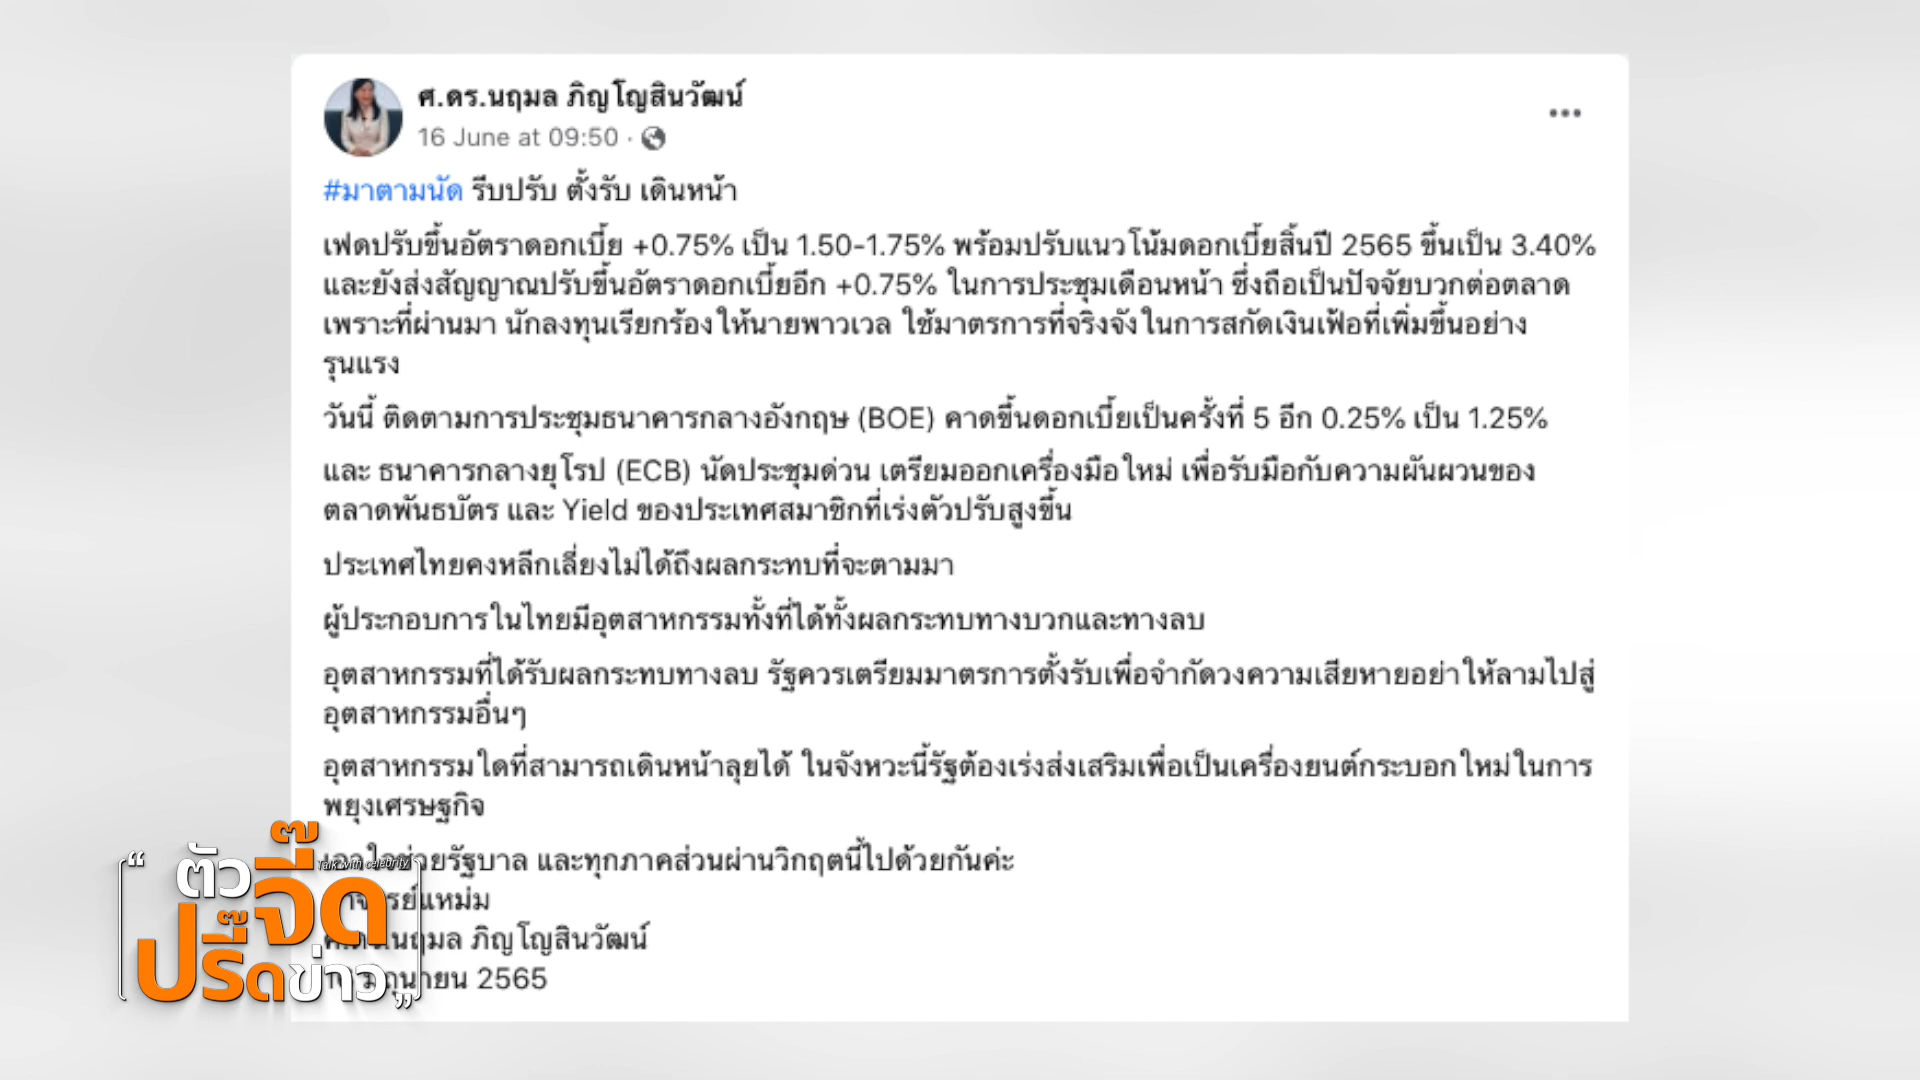 ศ.ดร.นฤมล ภิญโญสินวัฒน์
16 June at 09:50 ·
#มาตามนัด รีบปรับ ตั้งรับ เดินหน้า
เฟดปรับขึ้นอัตราดอกเบี้ย +0.75% เป็น 1.50-1.75% พร้อมปรับแนวโน้มดอกเบี้ยสิ้นปี 2565 ขึ้นเป็น 3.40%
และยังส่งสัญญาณปรับขึ้นอัตราดอกเบี้ยอีก +0.75% ในการประชุมเดือนหน้า ซึ่งถือเป็นปัจจัยบวกต่อตลาด
เพราะที่ผ่านมา นักลงทุนเรียกร้องให้นายพาวเวล ใช้มาตรการที่จริงจังในการสกัดเงินเฟ้อที่เพิ่มขึ้นอย่าง
รุนแรง
วันนี้ ติดตามการประชุมธนาคารกลางอังกฤษ (BOE) คาดขึ้นดอกเบี้ยเป็นครั้งที่ 5 อีก 0.25% เป็น 1.25%
และ ธนาคารกลางยุโรป (ECB) นัดประชุมด่วน เตรียมออกเครื่องมือใหม่ เพื่อรับมือกับความผันผวนของ
ตลาดพันธบัตร และ Yield ของประเทศสมาชิกที่เร่งตัวปรับสูงขึ้น
ประเทศไทยคงหลีกเลี่ยงไม่ได้ถึงผลกระทบที่จะตามมา
ผู้ประกอบการในไทยมีอุตสาหกรรมทั้งที่ได้ทั้งผลกระทบทางบวกและทางลบ
อุตสาหกรรมที่ได้รับผลกระทบทางลบ รัฐควรเตรียมมาตรการตั้งรับเพื่อจำกัดวงความเสียหายอย่าให้ลามไปสู่
อุตสาหกรรมอื่นๆ
อุตสาหกรรมใดที่สามารถเดินหน้าลุยได้ ในจังหวะนี้รัฐต้องเร่งส่งเสริมเพื่อเป็นเครื่องยนต์กระบอกใหม่ในการ
พยุงเศรษฐกิจ
เอาใจช่วยรัฐบาล และทุกภาคส่วนผ่านวิกฤตนี้ไปด้วยกันค่ะ
อาจารย์แหม่ม
ศ.ดร.นฤมล ภิญโญสินวัฒน์
16 มิถุนายน 2565
“ตัวจี๊ด
Talk with celebrity
ปรี๊ดข่าว„